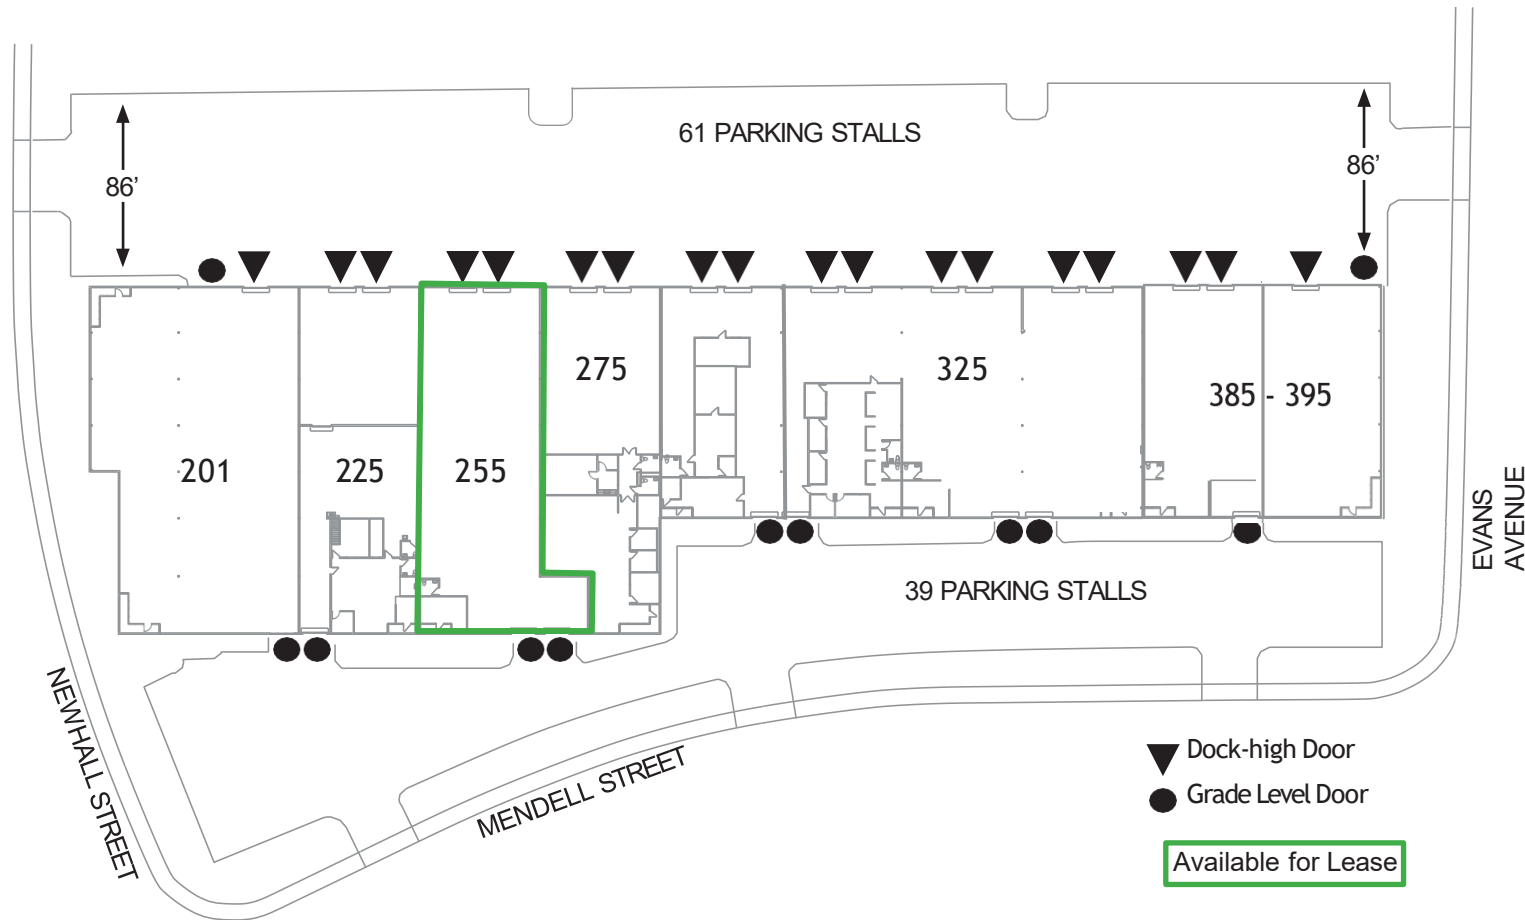 61 PARKING STALLS
86’
86’
275
325
385 - 395
201
225
255
39 PARKING STALLS
EVANS
AVENUE
NEWHALL STREET
MENDELL STREET
Dock-high Door
Grade Level Door
Available for Lease